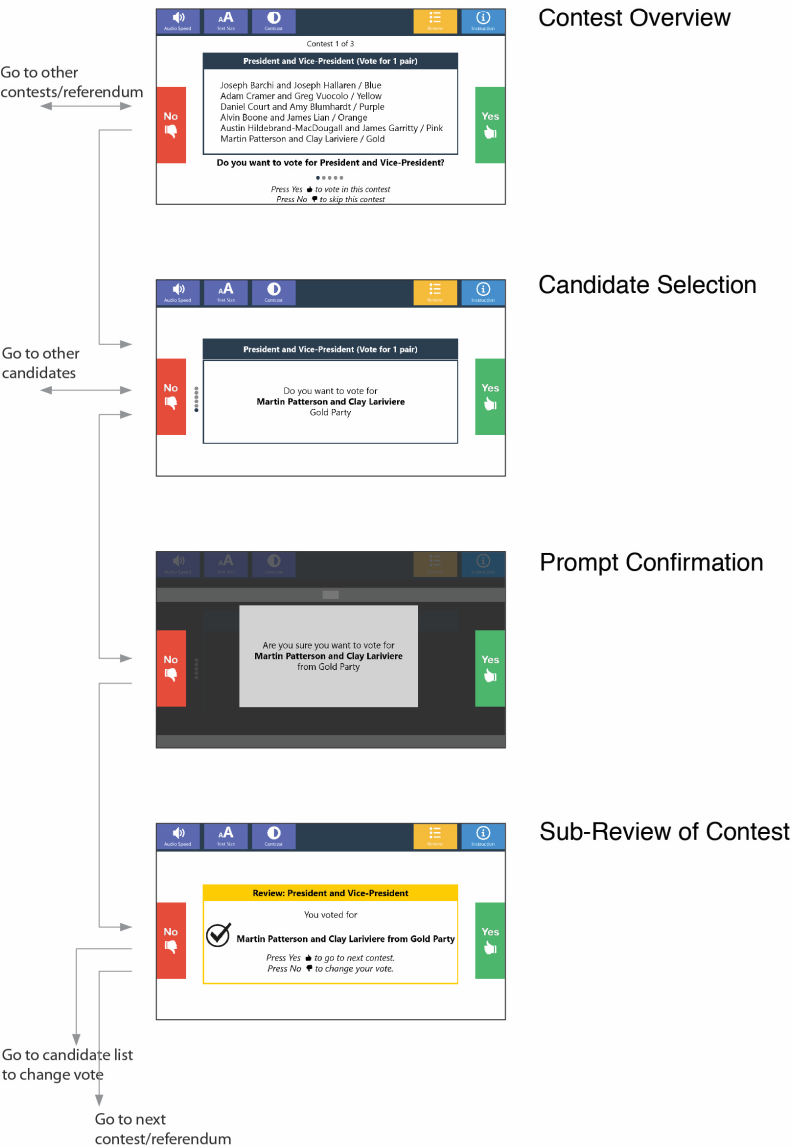 Contest Overview
Audio Speed
AA
Text Size
Contrast
Review
Instruction
Contest 1 of 3
President and Vice-President (Vote for 1 pair)
Go to other
contests/referendum
Joseph Barchi and Joseph Hallaren / Blue
Adam Cramer and Greg Vuocolo / Yellow
Daniel Court and Amy Blumhardt / Purple
Alvin Boone and James Lian / Orange
Austin Hildebrand-MacDougall and James Garritty / Pink
Martin Patterson and Clay Lariviere / Gold
No
Yes
Do you want to vote for President and Vice-President?
Press Yes to vote in this contest
Press No to skip this contest
Candidate Selection
Audio Speed
AA
Text Size
Contrast
Review
Instruction
President and Vice-President (Vote for 1 pair)
Go to other
candidates
No
Yes
Do you want to vote for
Martin Patterson and Clay Lariviere
Gold Party
Prompt Confirmation
AA
Are you sure you want to vote for
Martin Patterson and Clay Lariviere
from Gold Party
No
Yes
Sub-Review of Contest
Audio Speed
AA
Text Size
Contrast
Review
Instruction
Review: President and Vice-President
You voted for
No
Yes
Martin Patterson and Clay Lariviere from Gold Party
Press Yes to go to next contest.
Press No to change your vote.
Go to candidate list
to change vote
Go to next
contest/referendum